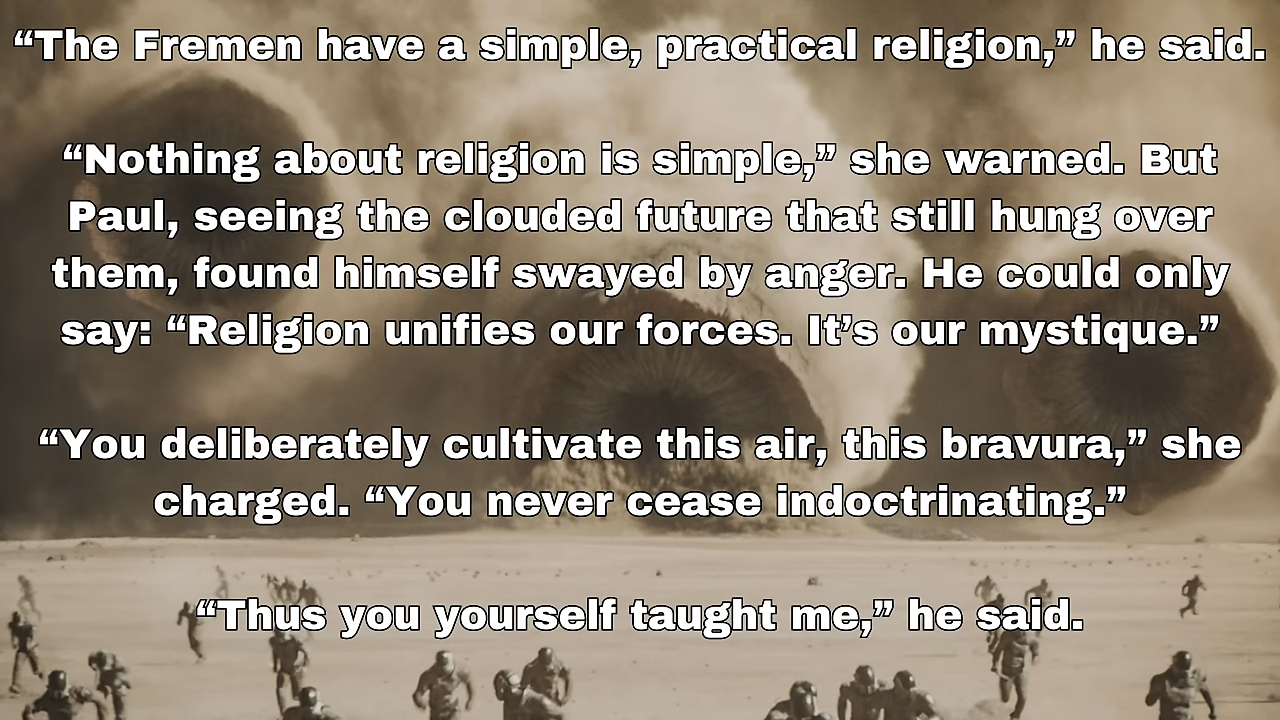 “The Fremen have a simple, practical religion,” he said.
“Nothing about religion is simple,” she warned. But
Paul, seeing the clouded future that still hung over
them, found himself swayed by anger. He could only
say: “Religion unifies our forces. It’s our mystique.”
“You deliberately cultivate this air, this bravura,” she
charged. “You never cease indoctrinating.”
“Thus you yourself taught me,” he said.